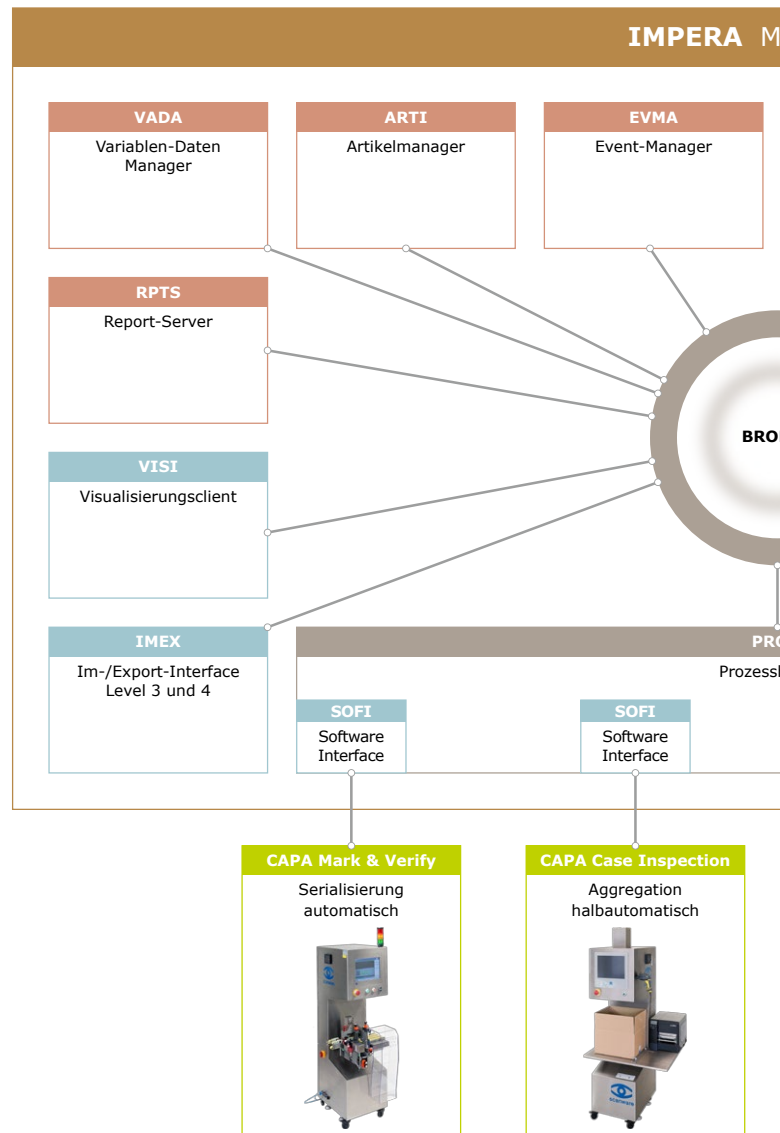 IMPERA M
VADA
Variablen-Daten
Manager
ARTI
Artikelmanager
EVMA
Event-Manager
RPTS
Report-Server
BRO
VISI
Visualisierungsclient
IMEX
Im-/Export-Interface
Level 3 und 4
PRO
Prozess
SOFI
Software
Interface
SOFI
Software
Interface
CAPA Mark & Verify
Serialisierung
automatisch
CAPA Case Inspection
Aggregation
halbautomatisch
scanware